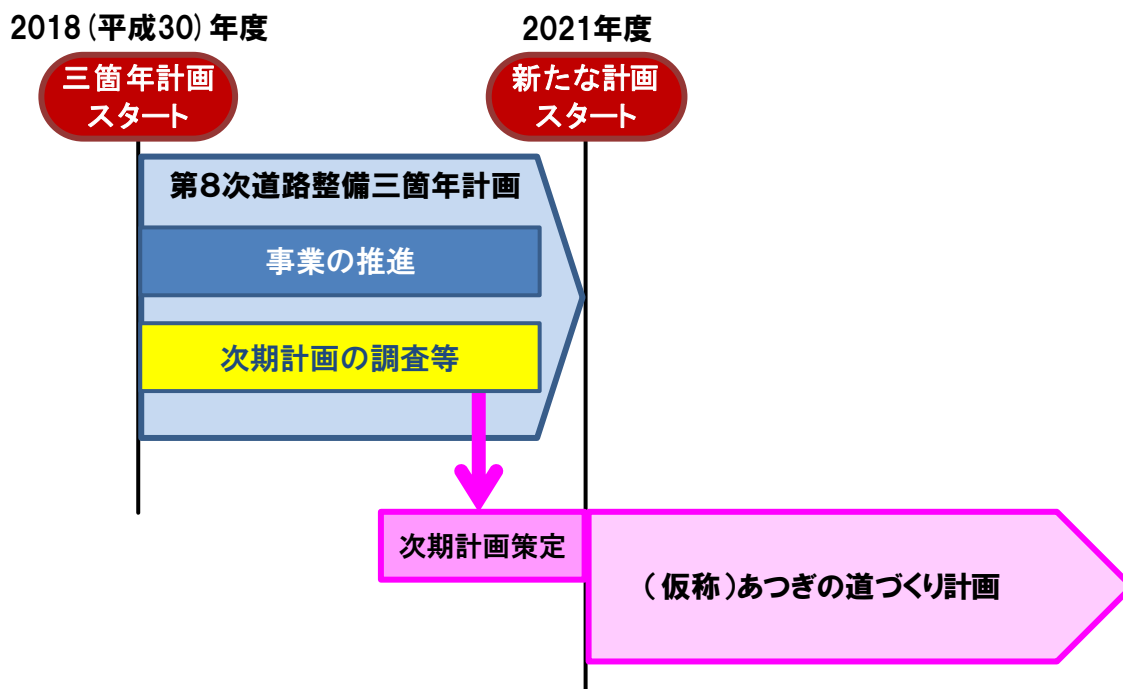 2018(平成30)年度
2021年度
三箇年計画
スタート
新たな計画
スタート
第8次道路整備三箇年計画
事業の推進
次期計画の調査等
次期計画策定
(仮称)あつぎの道づくり計画